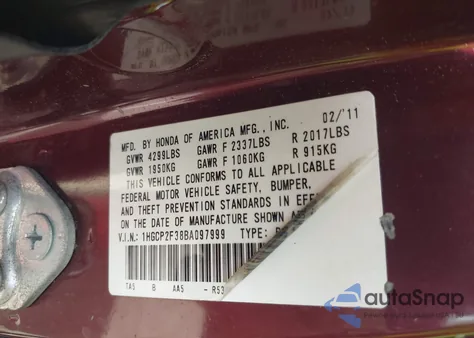 02/'11
MFD. BY HONDA OF AMERICA MFG., INC.
GVWR 4299LBS GAWR F 2337LBS R 2017LBS
GVWR 1950KG GAWR F 1060KG R 915KG
THIS VEHICLE CONFORMS TO ALL APPLICABLE
FEDERAL MOTOR VEHICLE SAFETY, BUMPER,
AND THEFT PREVENTION STANDARDS IN EFF
ON THE DATE OF MANUFACTURE SHOWN
V.I.N.: 1HGCP2F38BA097999 TYPE:
TA5 B AA5 - R53
autoSnap